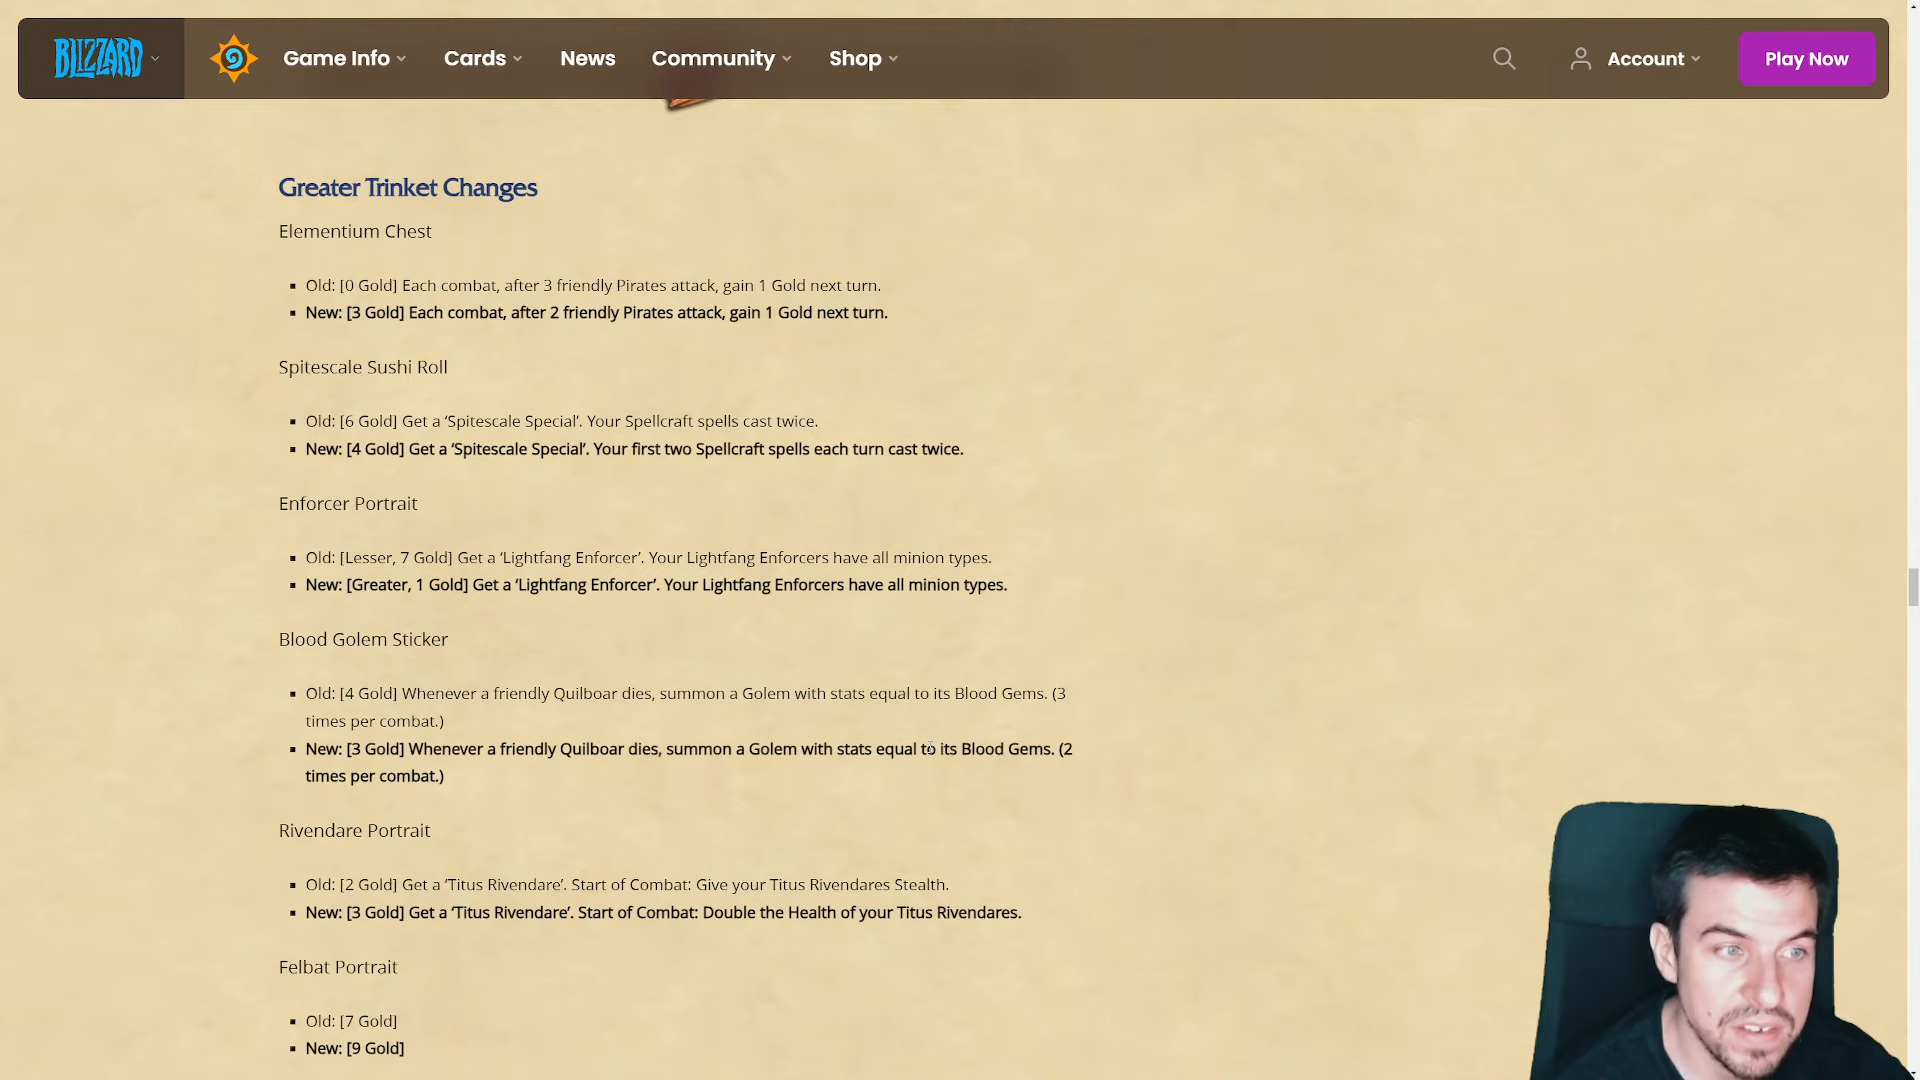 BLIZZARD Game Info Cards News Community Shop Account Play Now
Greater Trinket Changes
Elementium Chest
▪ Old: [0 Gold] Each combat, after 3 friendly Pirates attack, gain 1 Gold next turn.
▪ New: [3 Gold] Each combat, after 2 friendly Pirates attack, gain 1 Gold next turn.
Spitescale Sushi Roll
▪ Old: [6 Gold] Get a ‘Spitescale Special’. Your Spellcraft spells cast twice.
▪ New: [4 Gold] Get a ‘Spitescale Special’. Your first two Spellcraft spells each turn cast twice.
Enforcer Portrait
▪ Old: [Lesser, 7 Gold] Get a ‘Lightfang Enforcer’. Your Lightfang Enforcers have all minion types.
▪ New: [Greater, 1 Gold] Get a ‘Lightfang Enforcer’. Your Lightfang Enforcers have all minion types.
Blood Golem Sticker
▪ Old: [4 Gold] Whenever a friendly Quilboar dies, summon a Golem with stats equal to its Blood Gems. (3
times per combat.)
▪ New: [3 Gold] Whenever a friendly Quilboar dies, summon a Golem with stats equal to its Blood Gems. (2
times per combat.)
Rivendare Portrait
▪ Old: [2 Gold] Get a ‘Titus Rivendare’. Start of Combat: Give your Titus Rivendares Stealth.
▪ New: [3 Gold] Get a ‘Titus Rivendare’. Start of Combat: Double the Health of your Titus Rivendares.
Felbat Portrait
▪ Old: [7 Gold]
▪ New: [9 Gold]